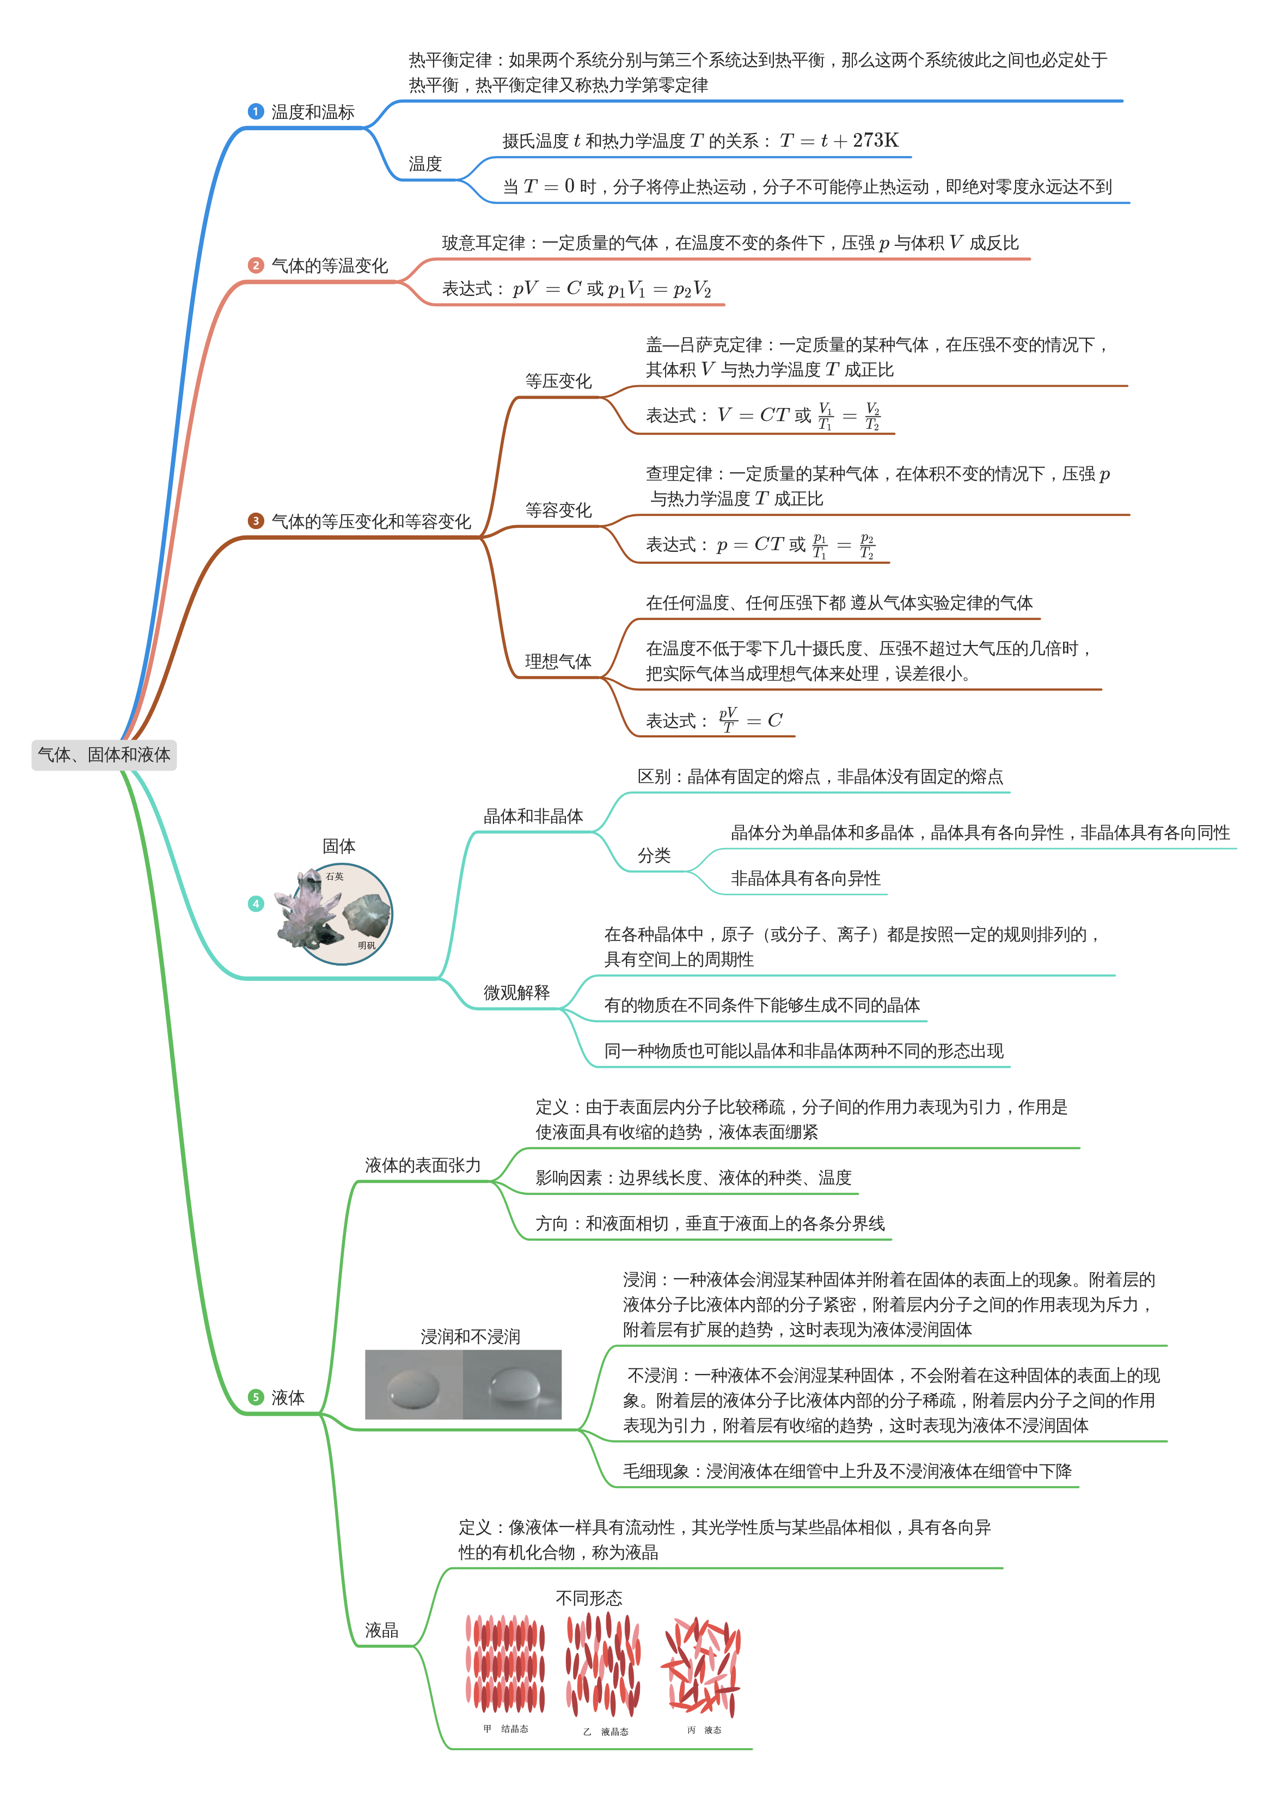 热平衡定律：如果两个系统分别与第三个系统达到热平衡，那么这两个系统彼此之间也必定处于
热平衡，热平衡定律又称热力学第零定律
1 温度和温标
摄氏温度 t 和热力学温度 T 的关系： T = t + 273K
温度
当 T = 0 时，分子将停止热运动，分子不可能停止热运动，即绝对零度永远达不到
玻意耳定律：一定质量的气体，在温度不变的条件下，压强 p 与体积 V 成反比
2 气体的等温变化
表达式： pV = C 或 p₁V₁ = p₂V₂
盖—吕萨克定律：一定质量的某种气体，在压强不变的情况下，
其体积 V 与热力学温度 T 成正比
等压变化
表达式： V = CT 或 V₁/T₁ = V₂/T₂
查理定律：一定质量的某种气体，在体积不变的情况下，压强 p
与热力学温度 T 成正比
等容变化
3 气体的等压变化和等容变化
表达式： p = CT 或 p₁/T₁ = p₂/T₂
在任何温度、任何压强下都 遵从气体实验定律的气体
在温度不低于零下几十摄氏度、压强不超过大气压的几倍时，
把实际气体当成理想气体来处理，误差很小。
理想气体
表达式： pV/T = C
气体、固体和液体
区别：晶体有固定的熔点，非晶体没有固定的熔点
晶体和非晶体
晶体分为单晶体和多晶体，晶体具有各向异性，非晶体具有各向同性
分类
非晶体具有各向异性
固体
石英
4
明矾
在各种晶体中，原子（或分子、离子）都是按照一定的规则排列的，
具有空间上的周期性
微观解释
有的物质在不同条件下能够生成不同的晶体
同一种物质也可能以晶体和非晶体两种不同的形态出现
定义：由于表面层内分子比较稀疏，分子间的作用力表现为引力，作用是
使液面具有收缩的趋势，液体表面绷紧
液体的表面张力
影响因素：边界线长度、液体的种类、温度
方向：和液面相切，垂直于液面上的各条分界线
浸润：一种液体会润湿某种固体并附着在固体的表面上的现象。附着层的
液体分子比液体内部的分子紧密，附着层内分子之间的作用表现为斥力，
附着层有扩展的趋势，这时表现为液体浸润固体
浸润和不浸润
不浸润：一种液体不会润湿某种固体，不会附着在这种固体的表面上的现
象。附着层的液体分子比液体内部的分子稀疏，附着层内分子之间的作用
表现为引力，附着层有收缩的趋势，这时表现为液体不浸润固体
5 液体
毛细现象：浸润液体在细管中上升及不浸润液体在细管中下降
定义：像液体一样具有流动性，其光学性质与某些晶体相似，具有各向异
性的有机化合物，称为液晶
不同形态
液晶
甲 结晶态
乙 液晶态
丙 液态